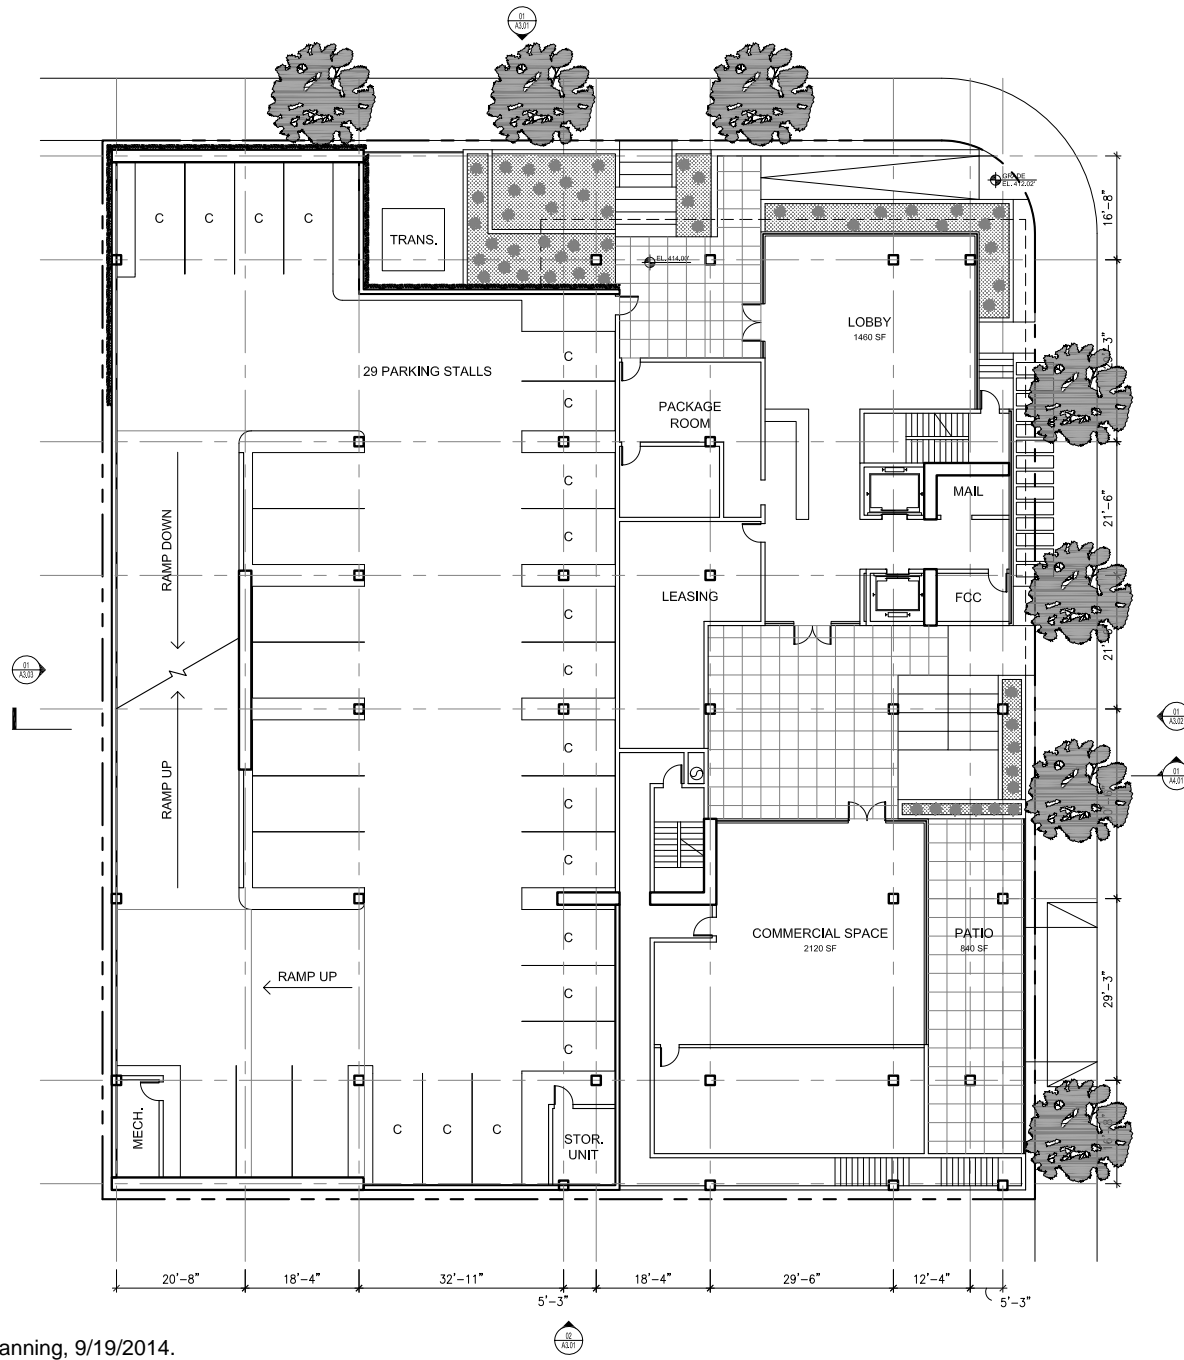 01
A3.01
GRADE
EL. 412.02'
16'-8"
C C C C
TRANS.
EL. 414.00'
LOBBY
1460 SF
C
29 PARKING STALLS
C
PACKAGE
ROOM
C
MAIL
21'-6"
RAMP DOWN
C
C
LEASING
FCC
C
C
01
A3.03
C
01
A3.02
01
A4.01
RAMP UP
C
C
C
COMMERCIAL SPACE
2120 SF
PATIO
840 SF
C
RAMP UP
C
29'-3"
C
MECH.
C C C
STOR.
UNIT
20'-8" 18'-4" 32'-11" 18'-4" 29'-6" 12'-4"
5'-3" 5'-3"
02
A3.01
anning, 9/19/2014.